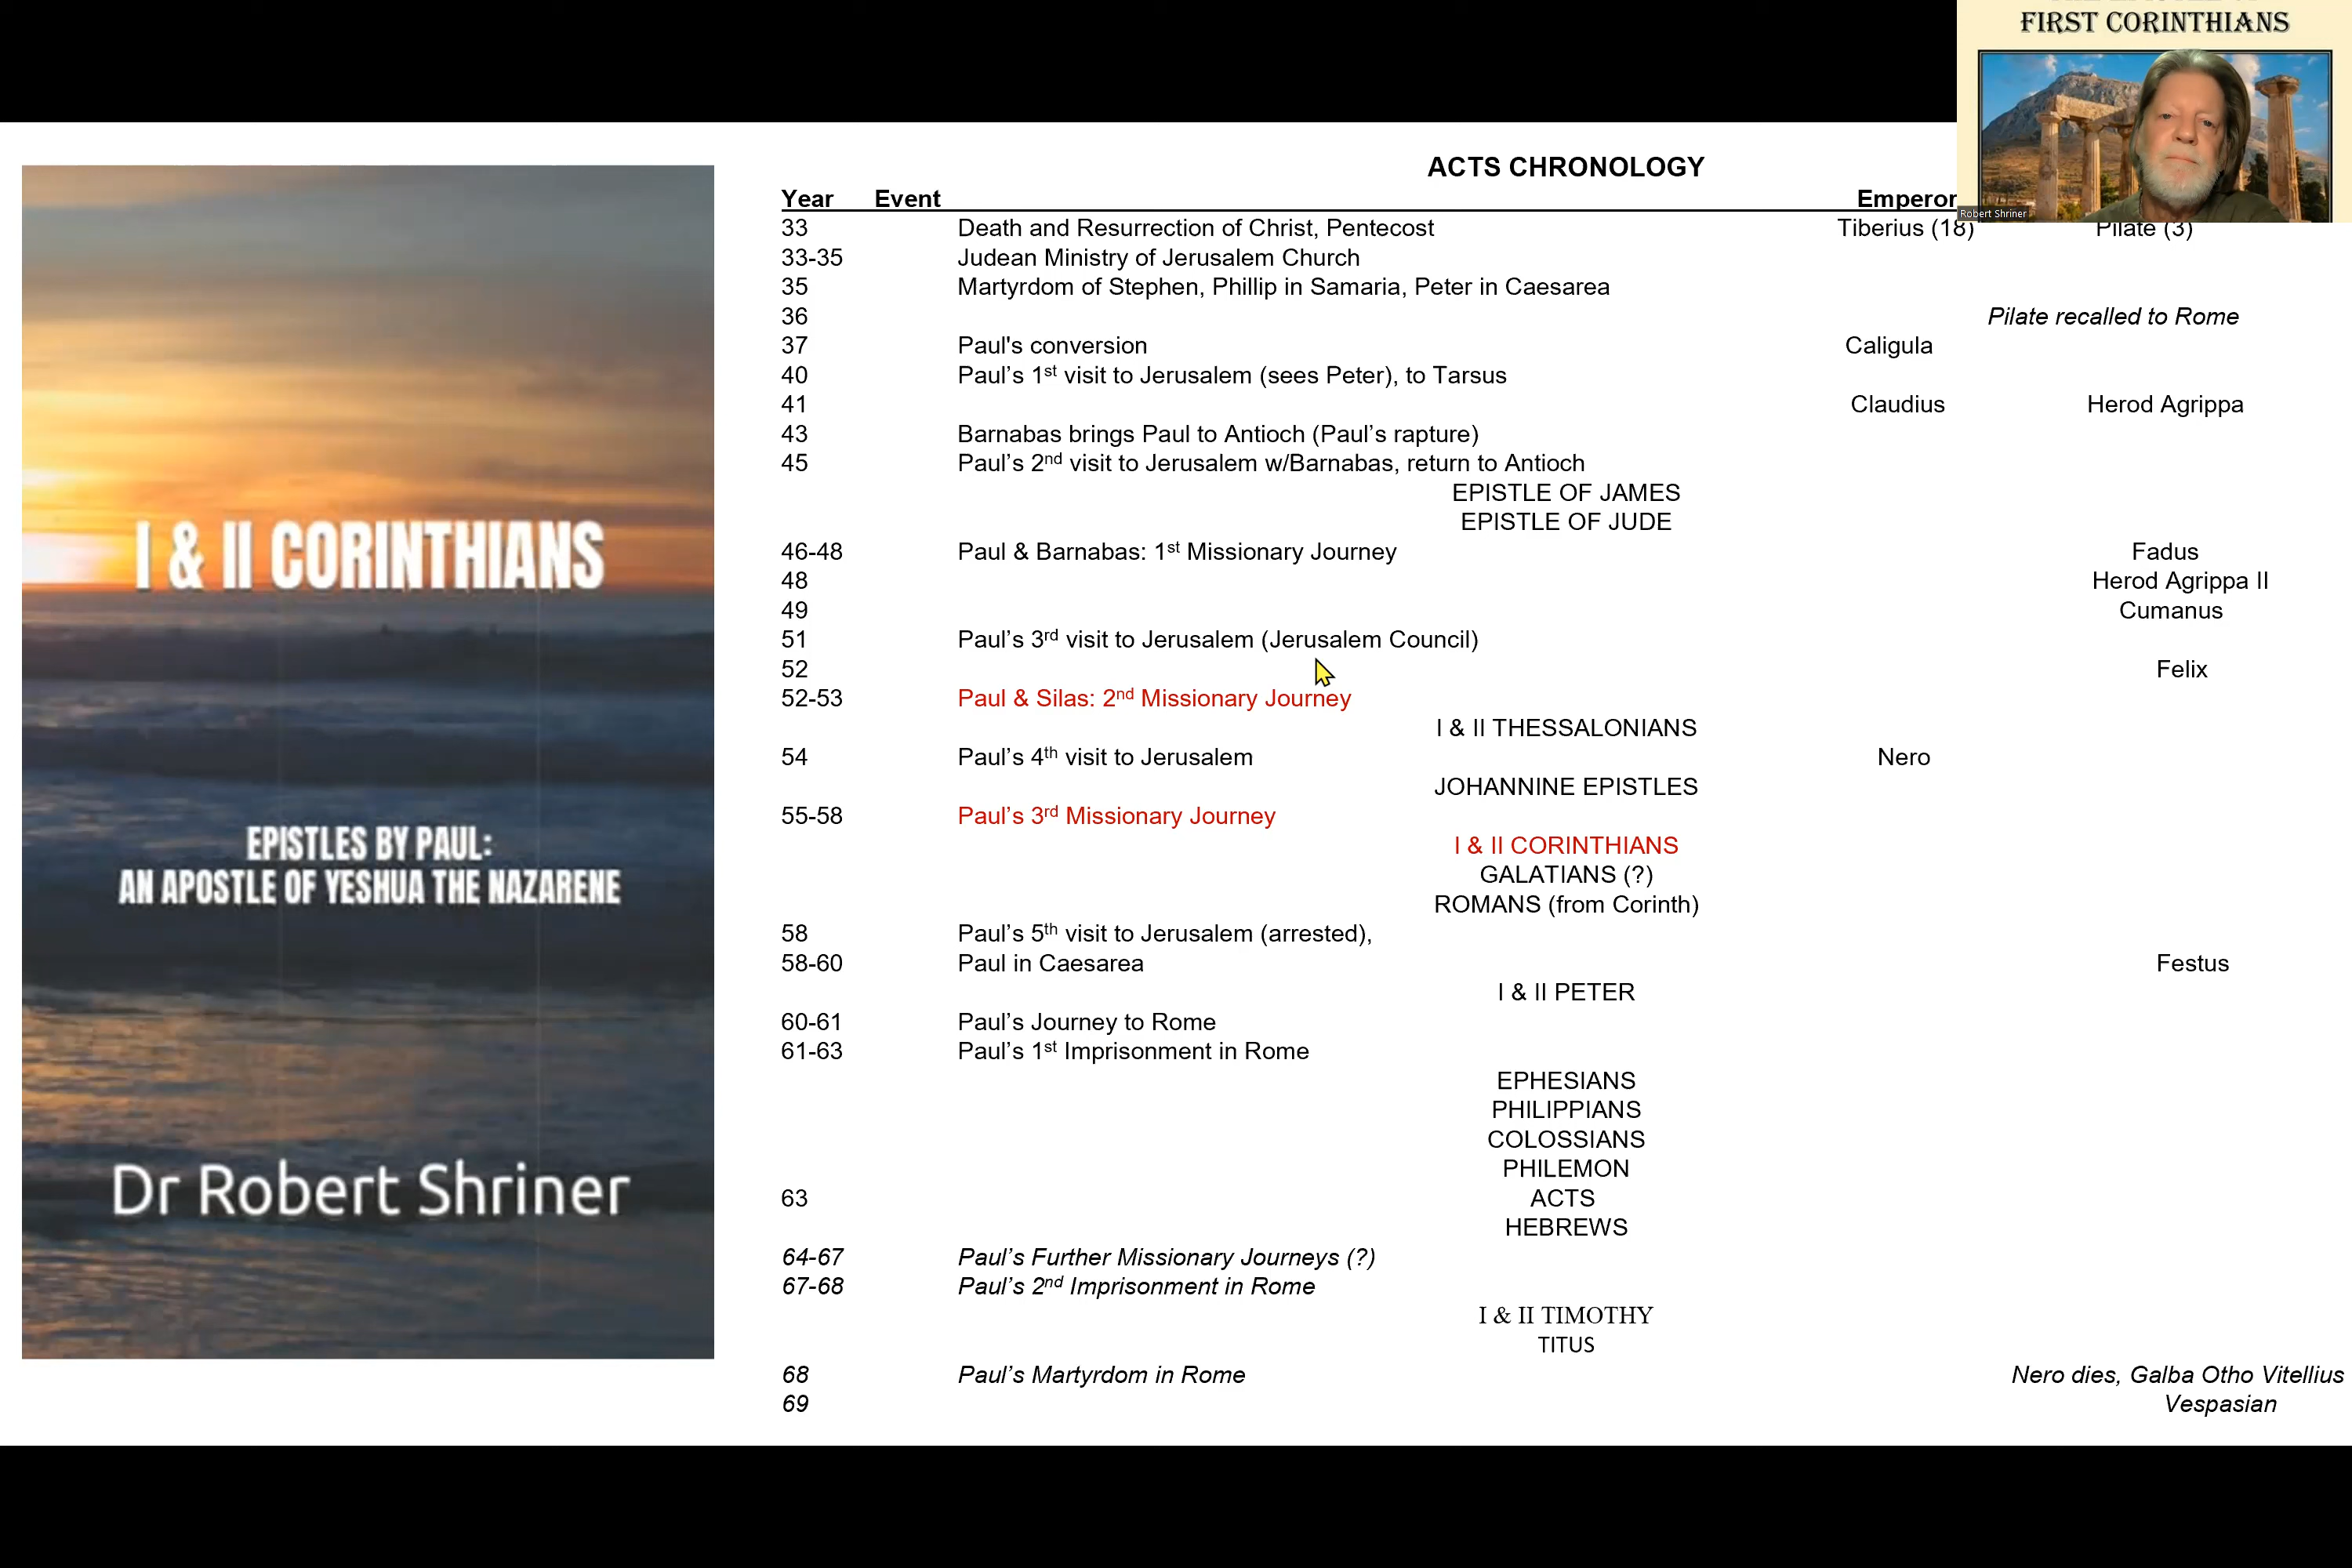 FIRST CORINTHIANS
Robert Shriner
I & II CORINTHIANS
EPISTLES BY PAUL:
AN APOSTLE OF YESHUA THE NAZARENE
Dr Robert Shriner
ACTS CHRONOLOGY
Year Event Emperor
33 Death and Resurrection of Christ, Pentecost Tiberius (18) Pilate (3)
33-35 Judean Ministry of Jerusalem Church
35 Martyrdom of Stephen, Phillip in Samaria, Peter in Caesarea
36 Pilate recalled to Rome
37 Paul's conversion Caligula
40 Paul’s 1st visit to Jerusalem (sees Peter), to Tarsus
41 Claudius Herod Agrippa
43 Barnabas brings Paul to Antioch (Paul’s rapture)
45 Paul’s 2nd visit to Jerusalem w/Barnabas, return to Antioch
EPISTLE OF JAMES
EPISTLE OF JUDE
46-48 Paul & Barnabas: 1st Missionary Journey Fadus
48 Herod Agrippa II
49 Cumanus
51 Paul’s 3rd visit to Jerusalem (Jerusalem Council)
52 Felix
52-53 Paul & Silas: 2nd Missionary Journey
I & II THESSALONIANS
54 Paul’s 4th visit to Jerusalem Nero
JOHANNINE EPISTLES
55-58 Paul’s 3rd Missionary Journey
I & II CORINTHIANS
GALATIANS (?)
ROMANS (from Corinth)
58 Paul’s 5th visit to Jerusalem (arrested),
58-60 Paul in Caesarea Festus
I & II PETER
60-61 Paul’s Journey to Rome
61-63 Paul’s 1st Imprisonment in Rome
EPHESIANS
PHILIPPIANS
COLOSSIANS
PHILEMON
63 ACTS
HEBREWS
64-67 Paul’s Further Missionary Journeys (?)
67-68 Paul’s 2nd Imprisonment in Rome
I & II TIMOTHY
TITUS
68 Paul’s Martyrdom in Rome Nero dies, Galba Otho Vitellius
69 Vespasian